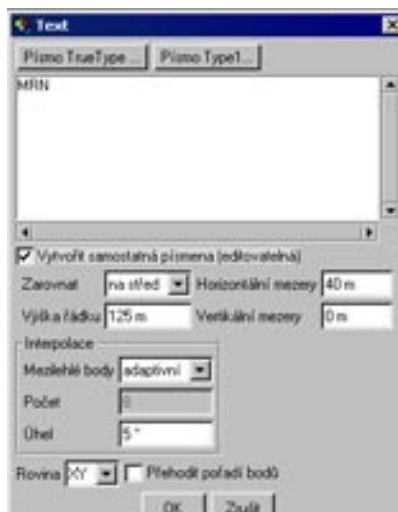 Text
Písmo TrueType ... Písmo Type1...
MRN
Vytvořit samostatná písmena (editovatelná)
Zarovnat na střed Horizontální mezery 40 m
Výška řádku 125 m Vertikální mezery 0 m
Interpolace
Mezilehlé body adaptivní
Počet
Úhel 5 °
Rovina XY Přehodit pořadí bodů
OK Zrušit